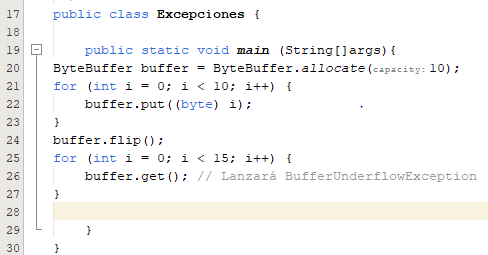 17 public class Excepciones {
18
19 public static void main (String[]args){
20 ByteBuffer buffer = ByteBuffer.allocate(capacity: 10);
21 for (int i = 0; i < 10; i++) {
22 buffer.put((byte) i);
23 }
24 buffer.flip();
25 for (int i = 0; i < 15; i++) {
26 buffer.get(); // Lanzará BufferUnderflowException
27 }
28
29 }
30 }